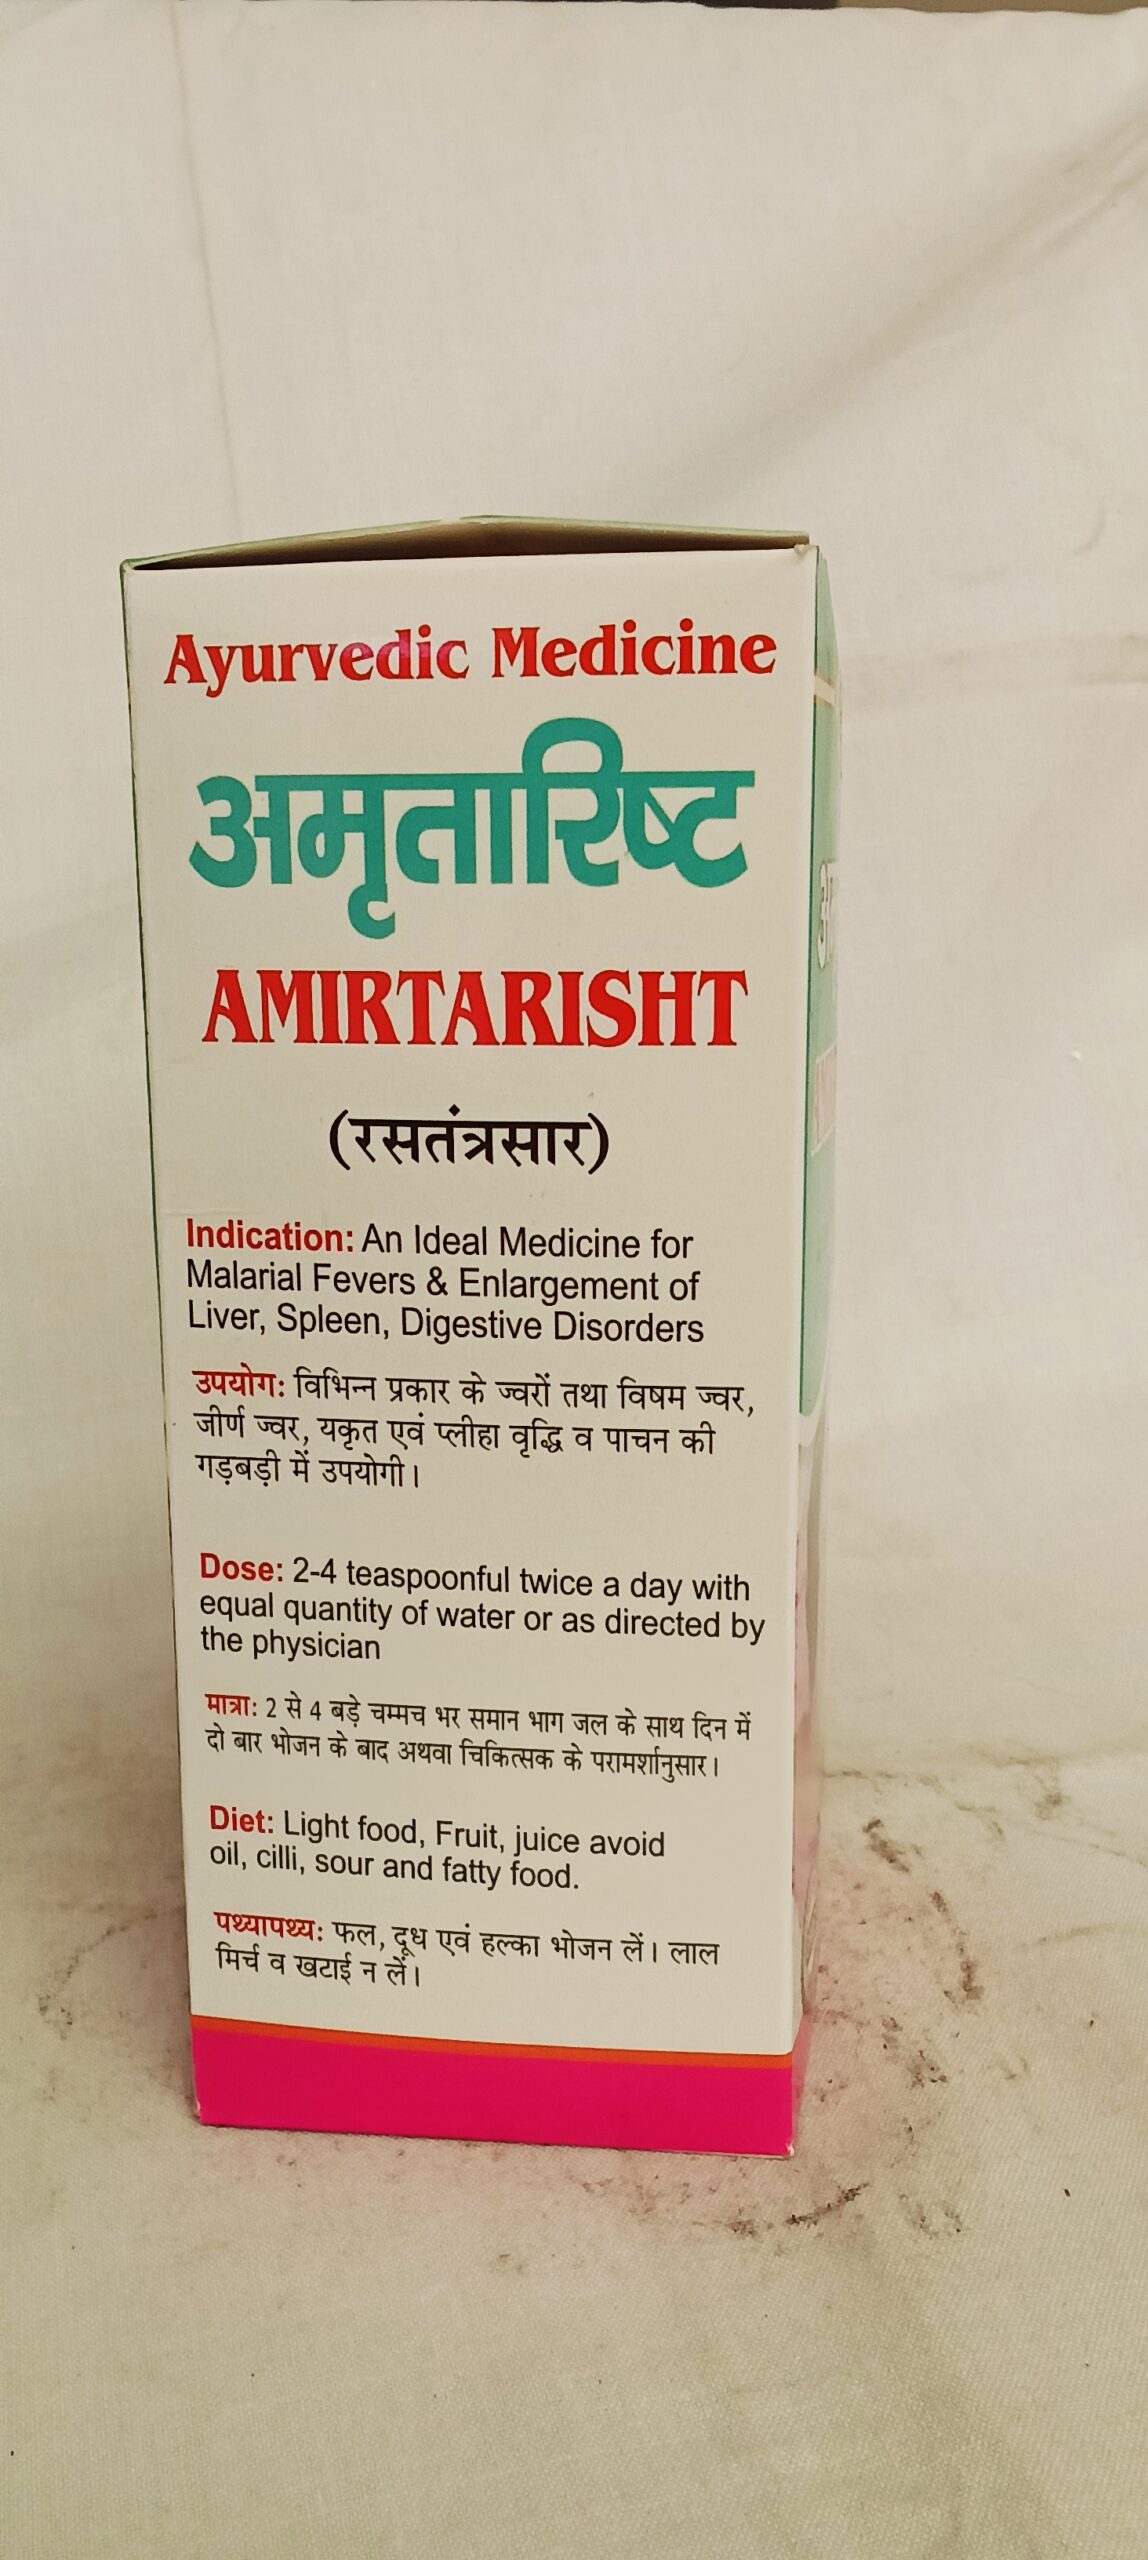 Ayurvedic Medicine
अमृतारिष्ट
AMIRTARISHT
(रसतंत्रसार)
Indication: An Ideal Medicine for
Malarial Fevers & Enlargement of
Liver, Spleen, Digestive Disorders
उपयोग: विभिन्न प्रकार के ज्वरों तथा विषम ज्वर,
जीर्ण ज्वर, यकृत एवं प्लीहा वृद्धि व पाचन की
गड़बड़ी में उपयोगी।
Dose: 2-4 teaspoonful twice a day with
equal quantity of water or as directed by
the physician
मात्रा: 2 से 4 बड़े चम्मच भर समान भाग जल के साथ दिन में
दो बार भोजन के बाद अथवा चिकित्सक के परामर्शानुसार।
Diet: Light food, Fruit, juice avoid
oil, cilli, sour and fatty food.
पथ्यापथ्य: फल, दूध एवं हल्का भोजन लें। लाल
मिर्च व खटाई न लें।